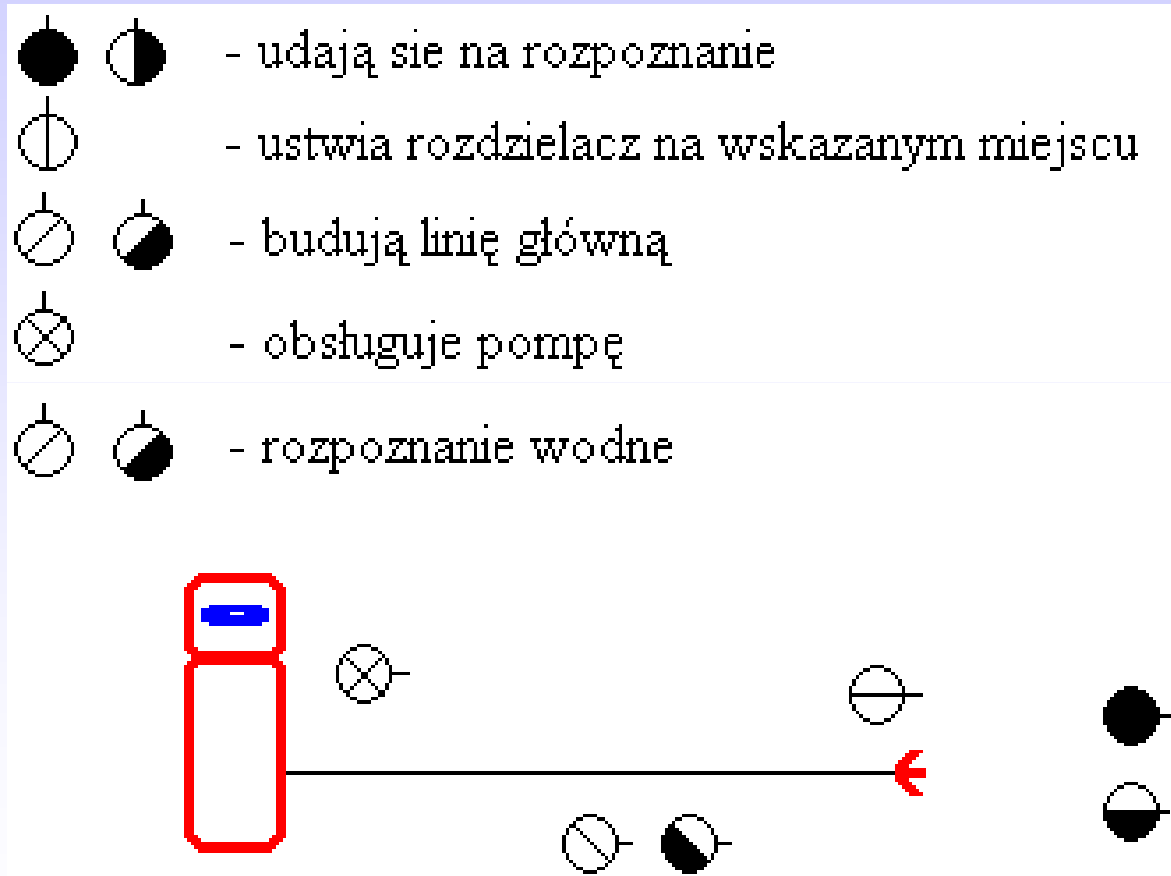 - udają sie na rozpoznanie
- ustwia rozdzielacz na wskazanym miejscu
- budują linię główną
- obsługuje pompę
- rozpoznanie wodne